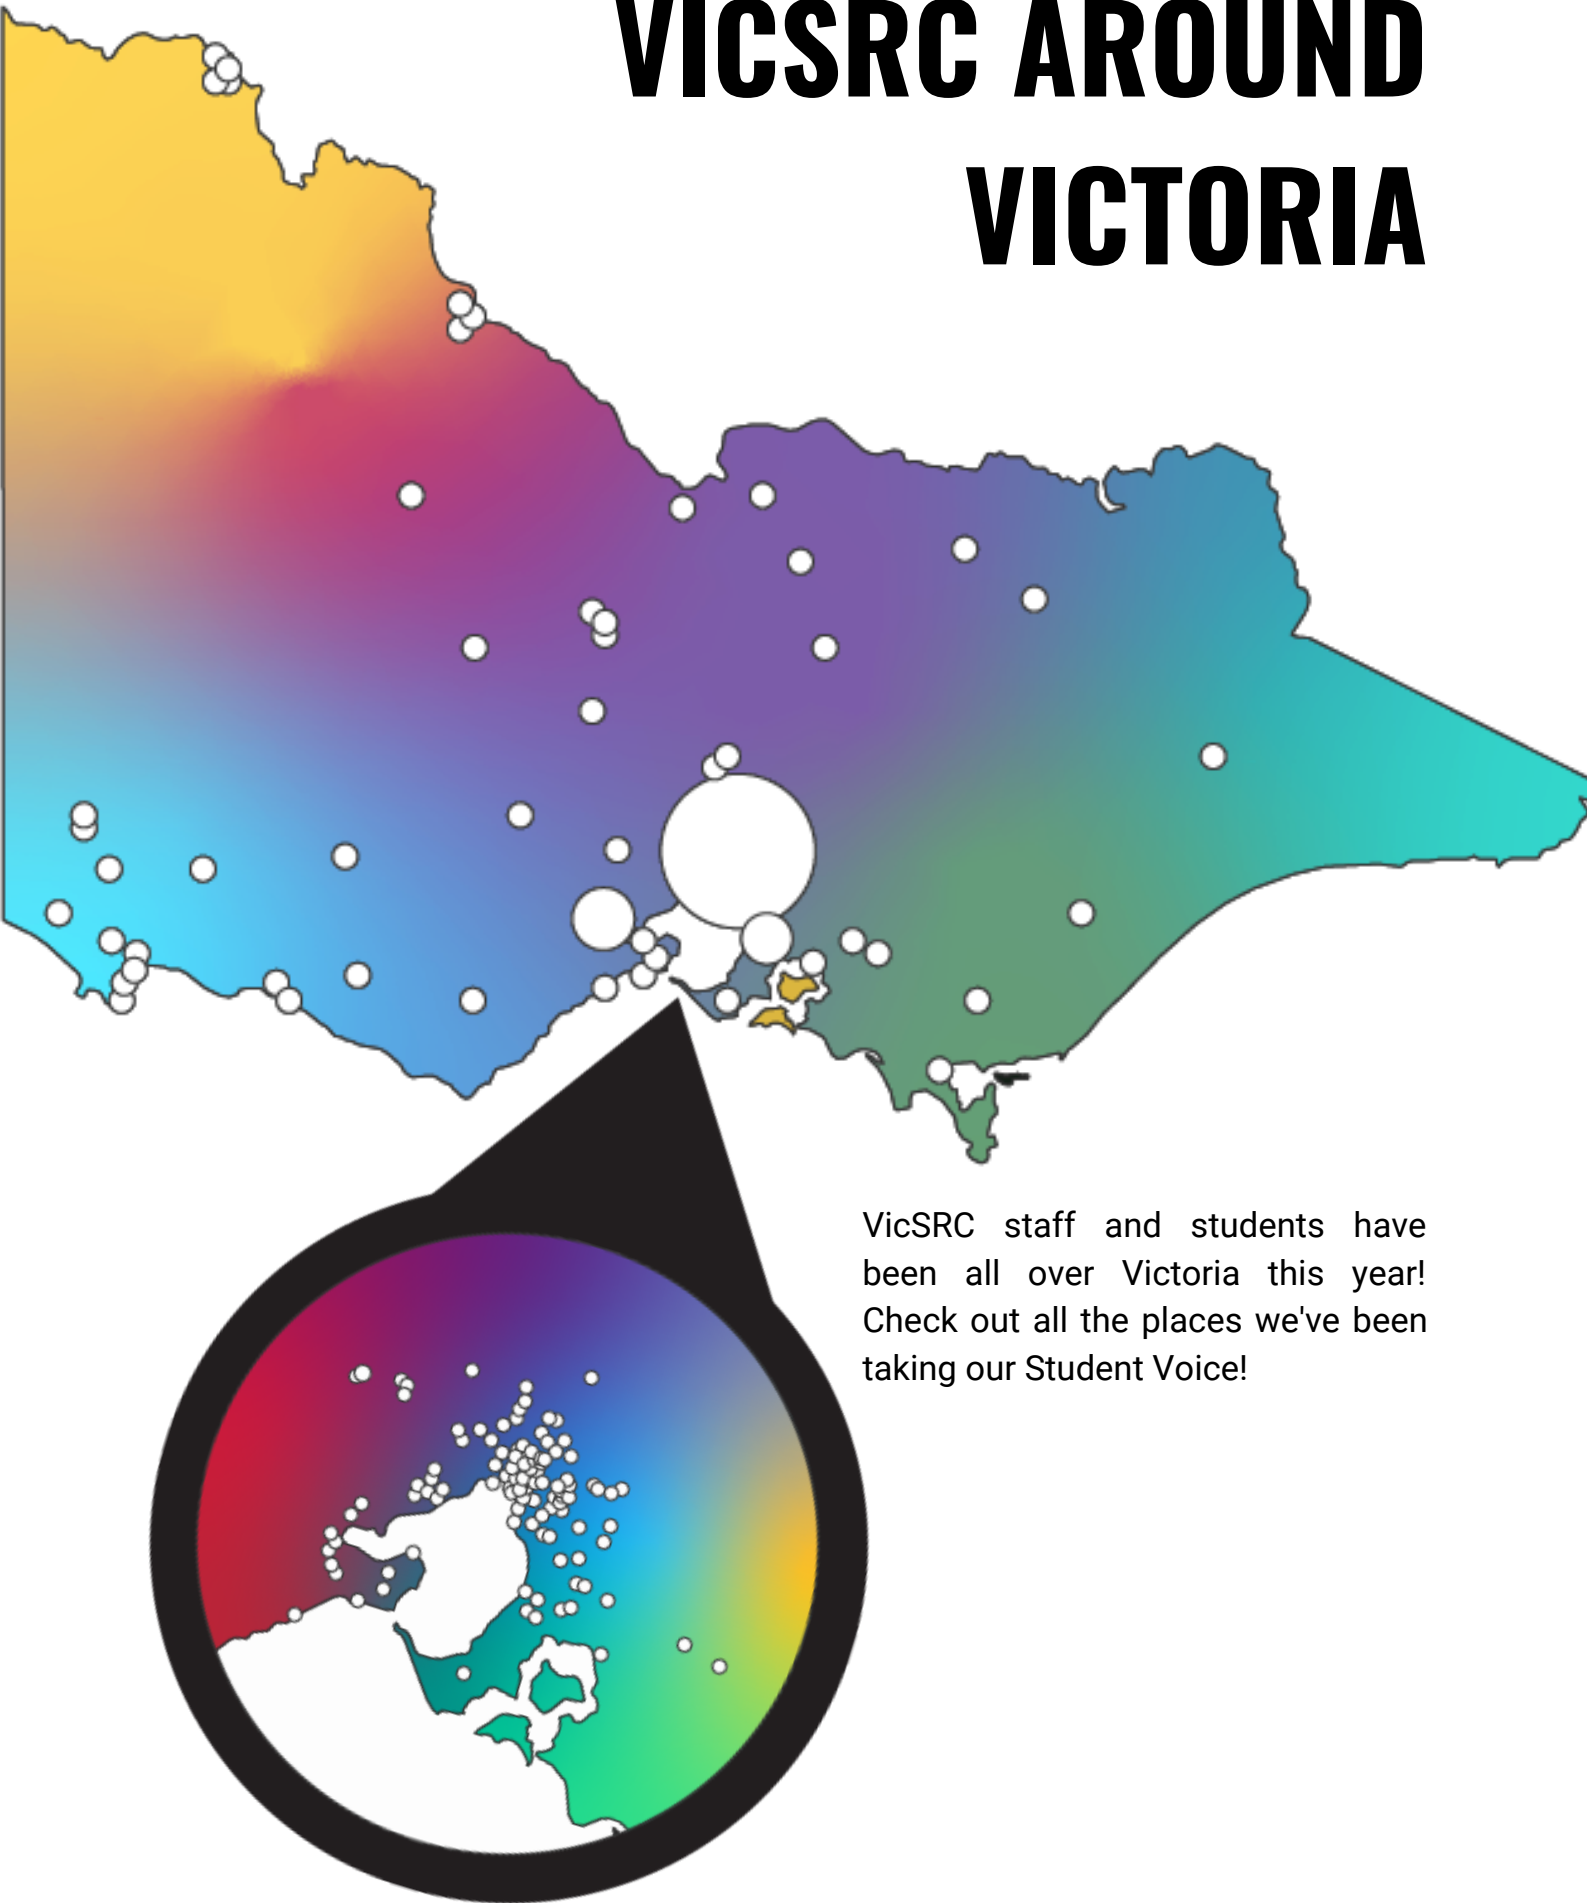 VICSRC AROUND
VICTORIA
VicSRC staff and students have
been all over Victoria this year!
Check out all the places we've been
taking our Student Voice!